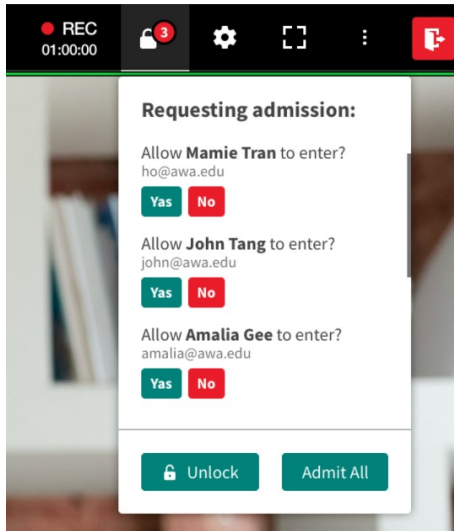 REC
01:00:00
3
Requesting admission:
Allow Mamie Tran to enter?
ho@awa.edu
Yas No
Allow John Tang to enter?
john@awa.edu
Yas No
Allow Amalia Gee to enter?
amalia@awa.edu
Yas No
Unlock Admit All